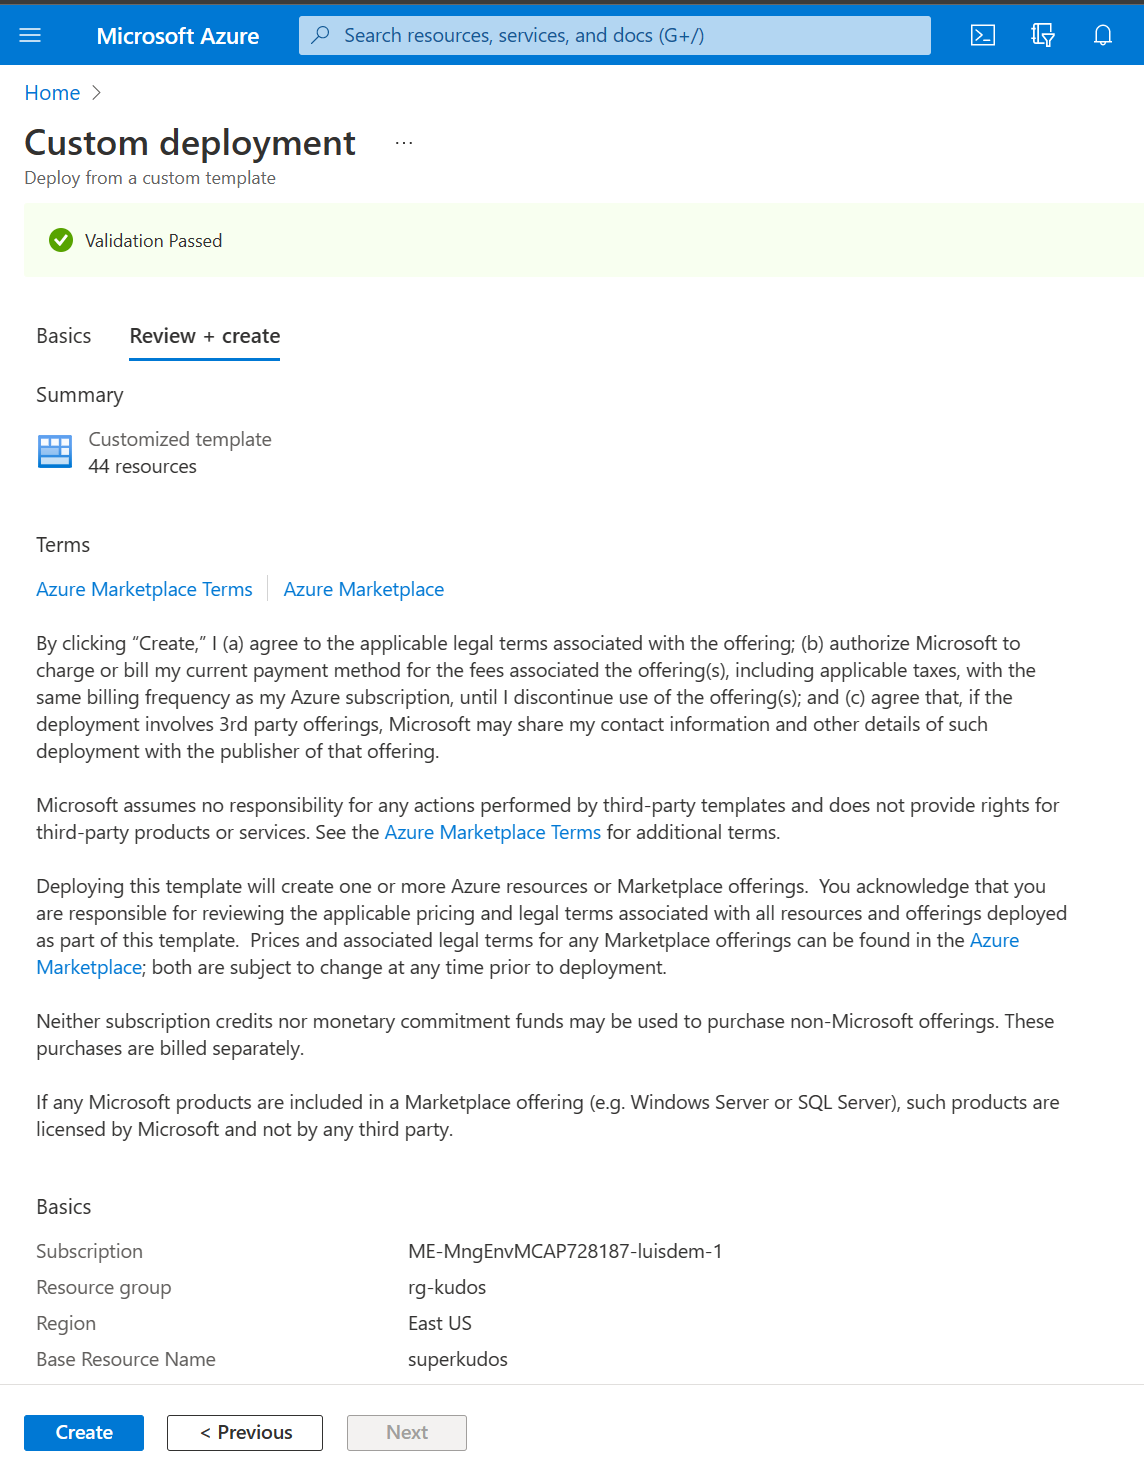 Microsoft Azure
Search resources, services, and docs (G+/)
Home
Custom deployment
Deploy from a custom template
Validation Passed
Basics
Review + create
Summary
Customized template
44 resources
Terms
Azure Marketplace Terms
Azure Marketplace
By clicking “Create,” I (a) agree to the applicable legal terms associated with the offering; (b) authorize Microsoft to
charge or bill my current payment method for the fees associated the offering(s), including applicable taxes, with the
same billing frequency as my Azure subscription, until I discontinue use of the offering(s); and (c) agree that, if the
deployment involves 3rd party offerings, Microsoft may share my contact information and other details of such
deployment with the publisher of that offering.
Microsoft assumes no responsibility for any actions performed by third-party templates and does not provide rights for
third-party products or services. See the Azure Marketplace Terms for additional terms.
Deploying this template will create one or more Azure resources or Marketplace offerings.  You acknowledge that you
are responsible for reviewing the applicable pricing and legal terms associated with all resources and offerings deployed
as part of this template.  Prices and associated legal terms for any Marketplace offerings can be found in the Azure
Marketplace; both are subject to change at any time prior to deployment.
Neither subscription credits nor monetary commitment funds may be used to purchase non-Microsoft offerings. These
purchases are billed separately.
If any Microsoft products are included in a Marketplace offering (e.g. Windows Server or SQL Server), such products are
licensed by Microsoft and not by any third party.
Basics
Subscription ME-MngEnvMCAP728187-luisdem-1
Resource group rg-kudos
Region East US
Base Resource Name superkudos
Create
< Previous
Next